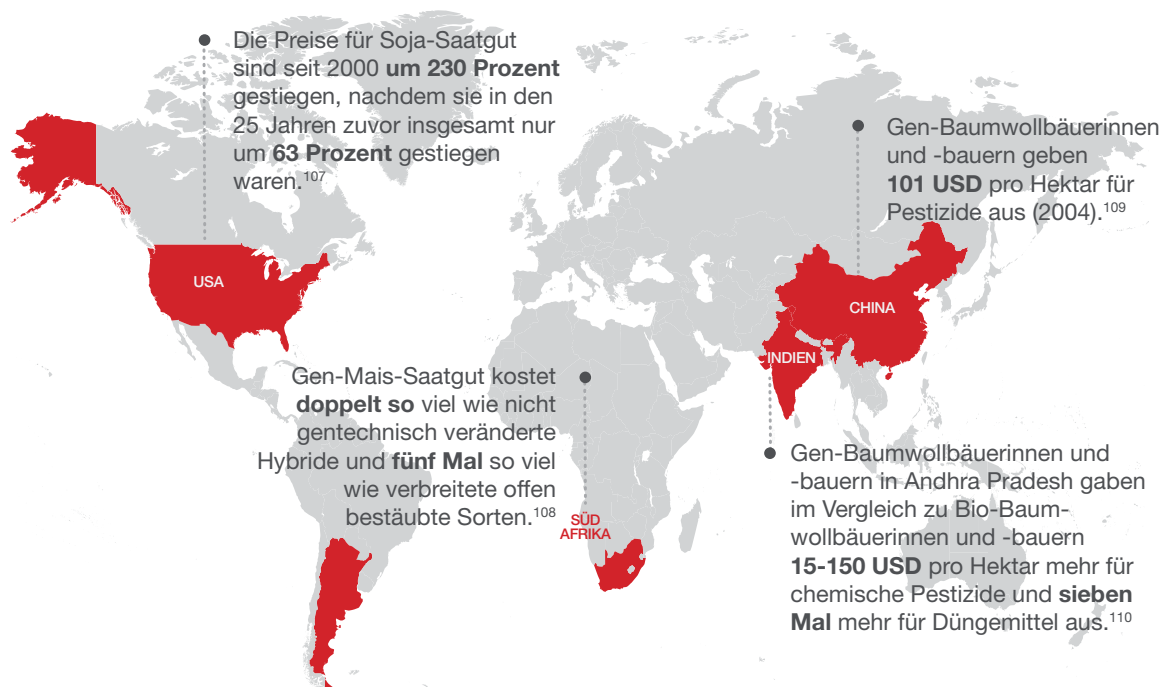 Die Preise für Soja-Saatgut
sind seit 2000 um 230 Prozent
gestiegen, nachdem sie in den
25 Jahren zuvor insgesamt nur
um 63 Prozent gestiegen
waren.107
USA
Gen-Baumwollbäuerinnen
und -bauern geben
101 USD pro Hektar für
Pestizide aus (2004).109
CHINA
INDIEN
Gen-Mais-Saatgut kostet
doppelt so viel wie nicht
gentechnisch veränderte
Hybride und fünf Mal so viel
wie verbreitete offen
bestäubte Sorten.108
SÜD
AFRIKA
Gen-Baumwollbäuerinnen und
-bauern in Andhra Pradesh gaben
im Vergleich zu Bio-Baum-
wollbäuerinnen und -bauern
15-150 USD pro Hektar mehr für
chemische Pestizide und sieben
Mal mehr für Düngemittel aus.110